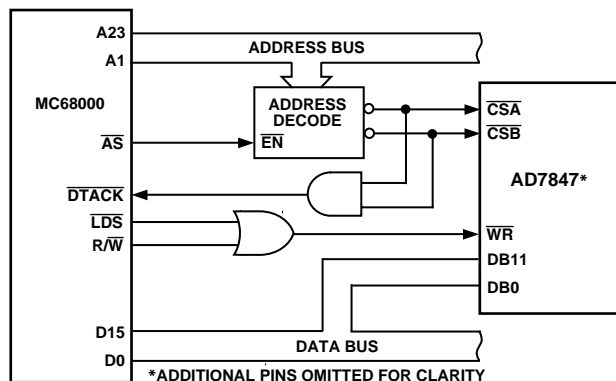 A23
ADDRESS BUS
A1
MC68000
ADDRESS
DECODE
EN
AS
CSA
CSB
AD7847*
DTACK
LDS
R/W
WR
DB11
DB0
D15
DATA BUS
D0
*ADDITIONAL PINS OMITTED FOR CLARITY